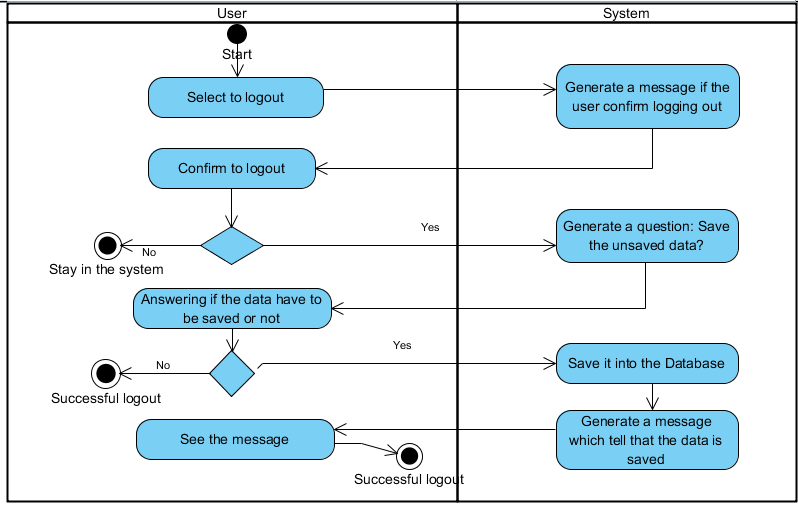 User
System
Start
Select to logout
Generate a message if the
user confirm logging out
Confirm to logout
Yes
Generate a question: Save
the unsaved data?
No
Stay in the system
Answering if the data have to
be saved or not
Yes
No
Save it into the Database
Successful logout
See the message
Generate a message
which tell that the data is
saved
Successful logout